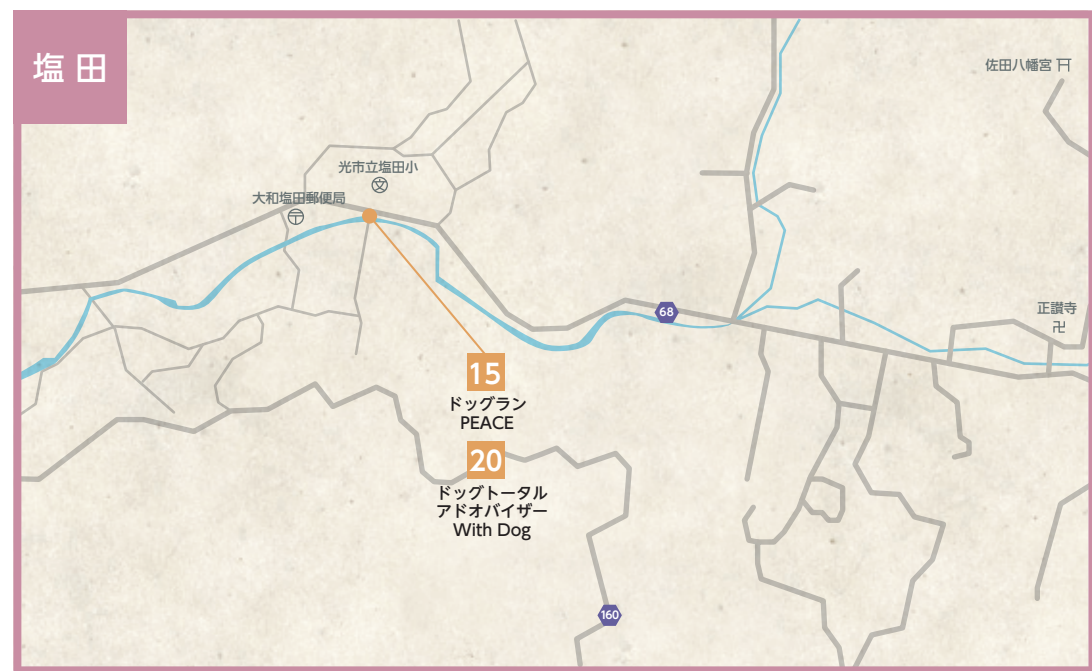 塩田
佐田八幡宮
光市立塩田小
文
大和塩田郵便局
〒
68
正讃寺
卍
15
ドッグラン
PEACE
20
ドッグトータル
アドオバイザー
With Dog
160